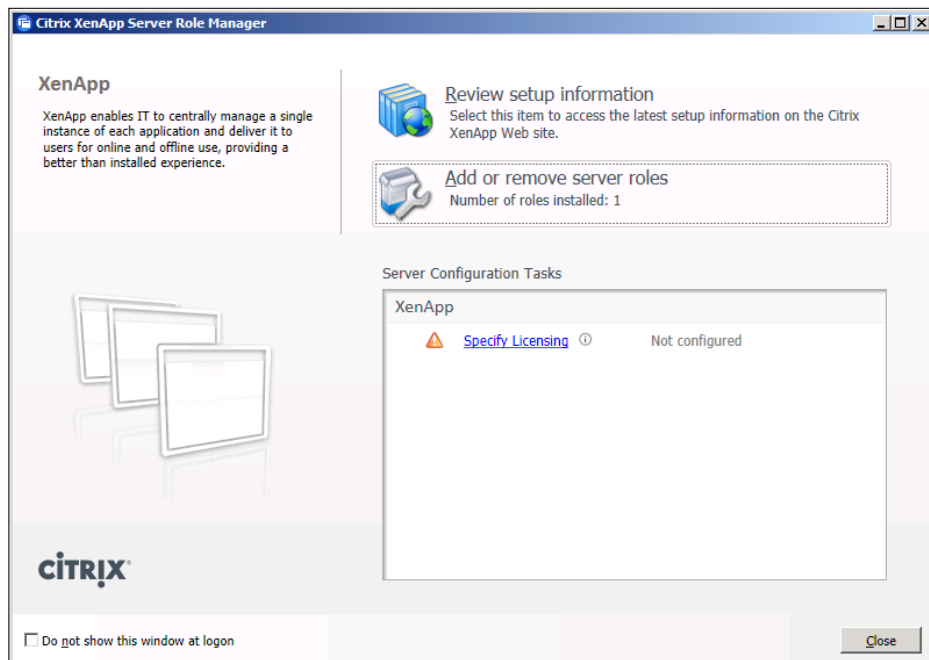 Citrix XenApp Server Role Manager
XenApp
XenApp enables IT to centrally manage a single
instance of each application and deliver it to
users for online and offline use, providing a
better than installed experience.
Review setup information
Select this item to access the latest setup information on the Citrix
XenApp Web site.
Add or remove server roles
Number of roles installed: 1
Server Configuration Tasks
XenApp
Specify Licensing Not configured
CITRIX
Do not show this window at logon
Close